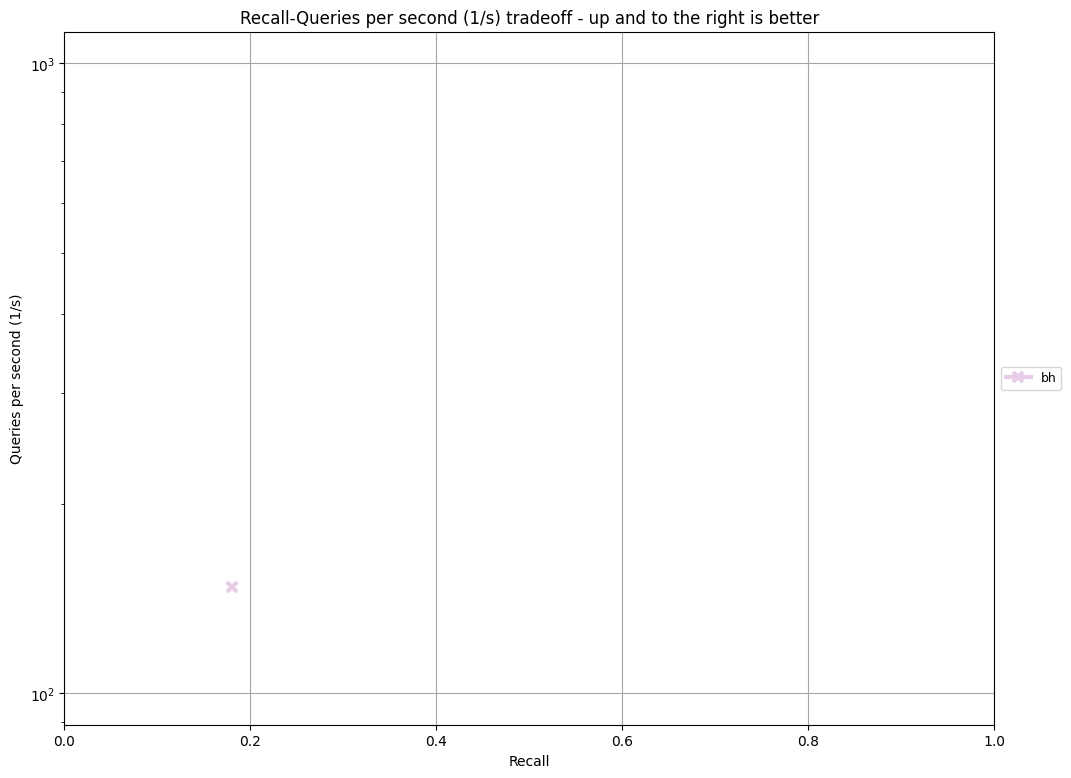 Recall-Queries per second (1/s) tradeoff - up and to the right is better
10³
Queries per second (1/s)
bh
10²
0.0 0.2 0.4 0.6 0.8 1.0
Recall